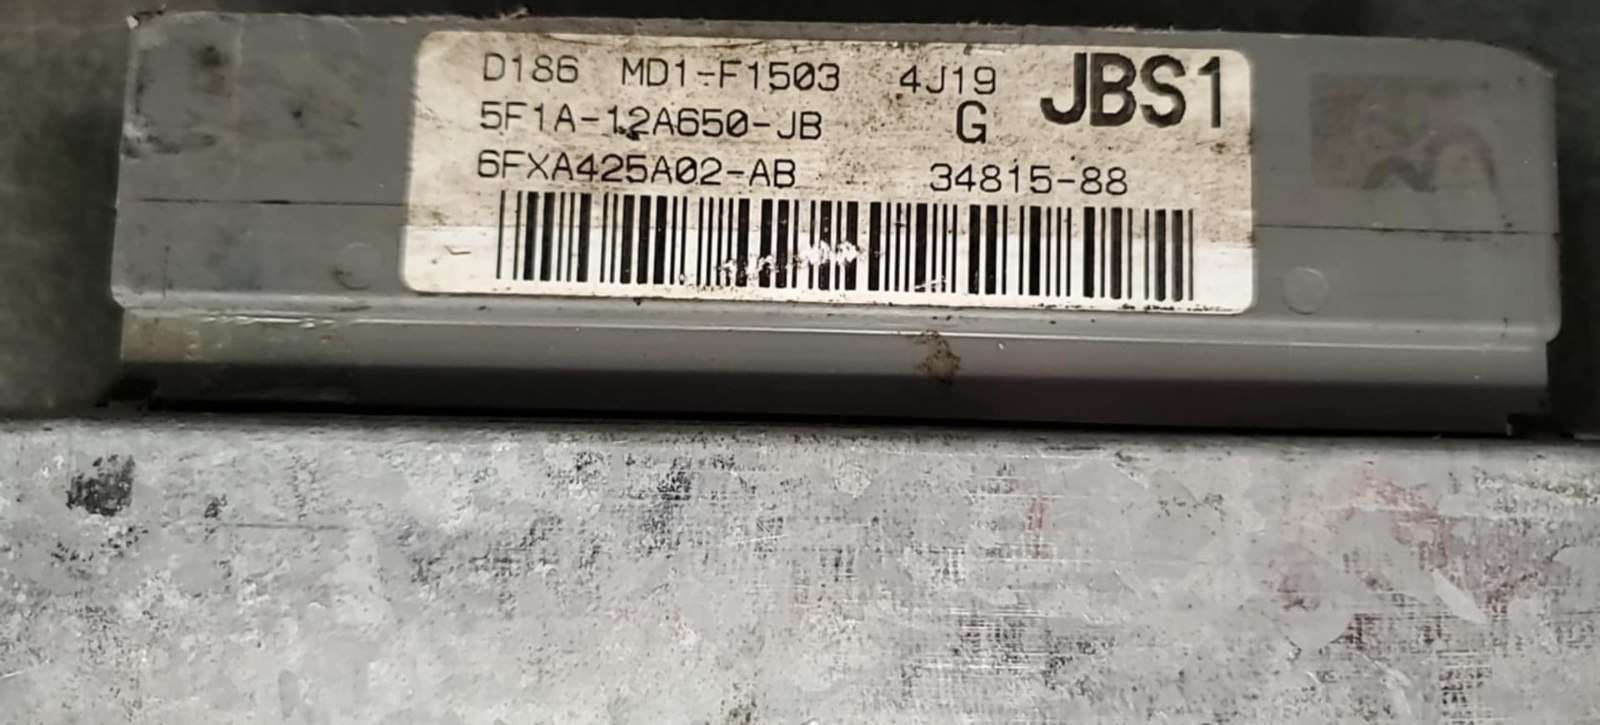 D186 MD1-F1503 4J19 JBS1
5F1A-12A650-JB G
6FXA425A02-AB 34815-88